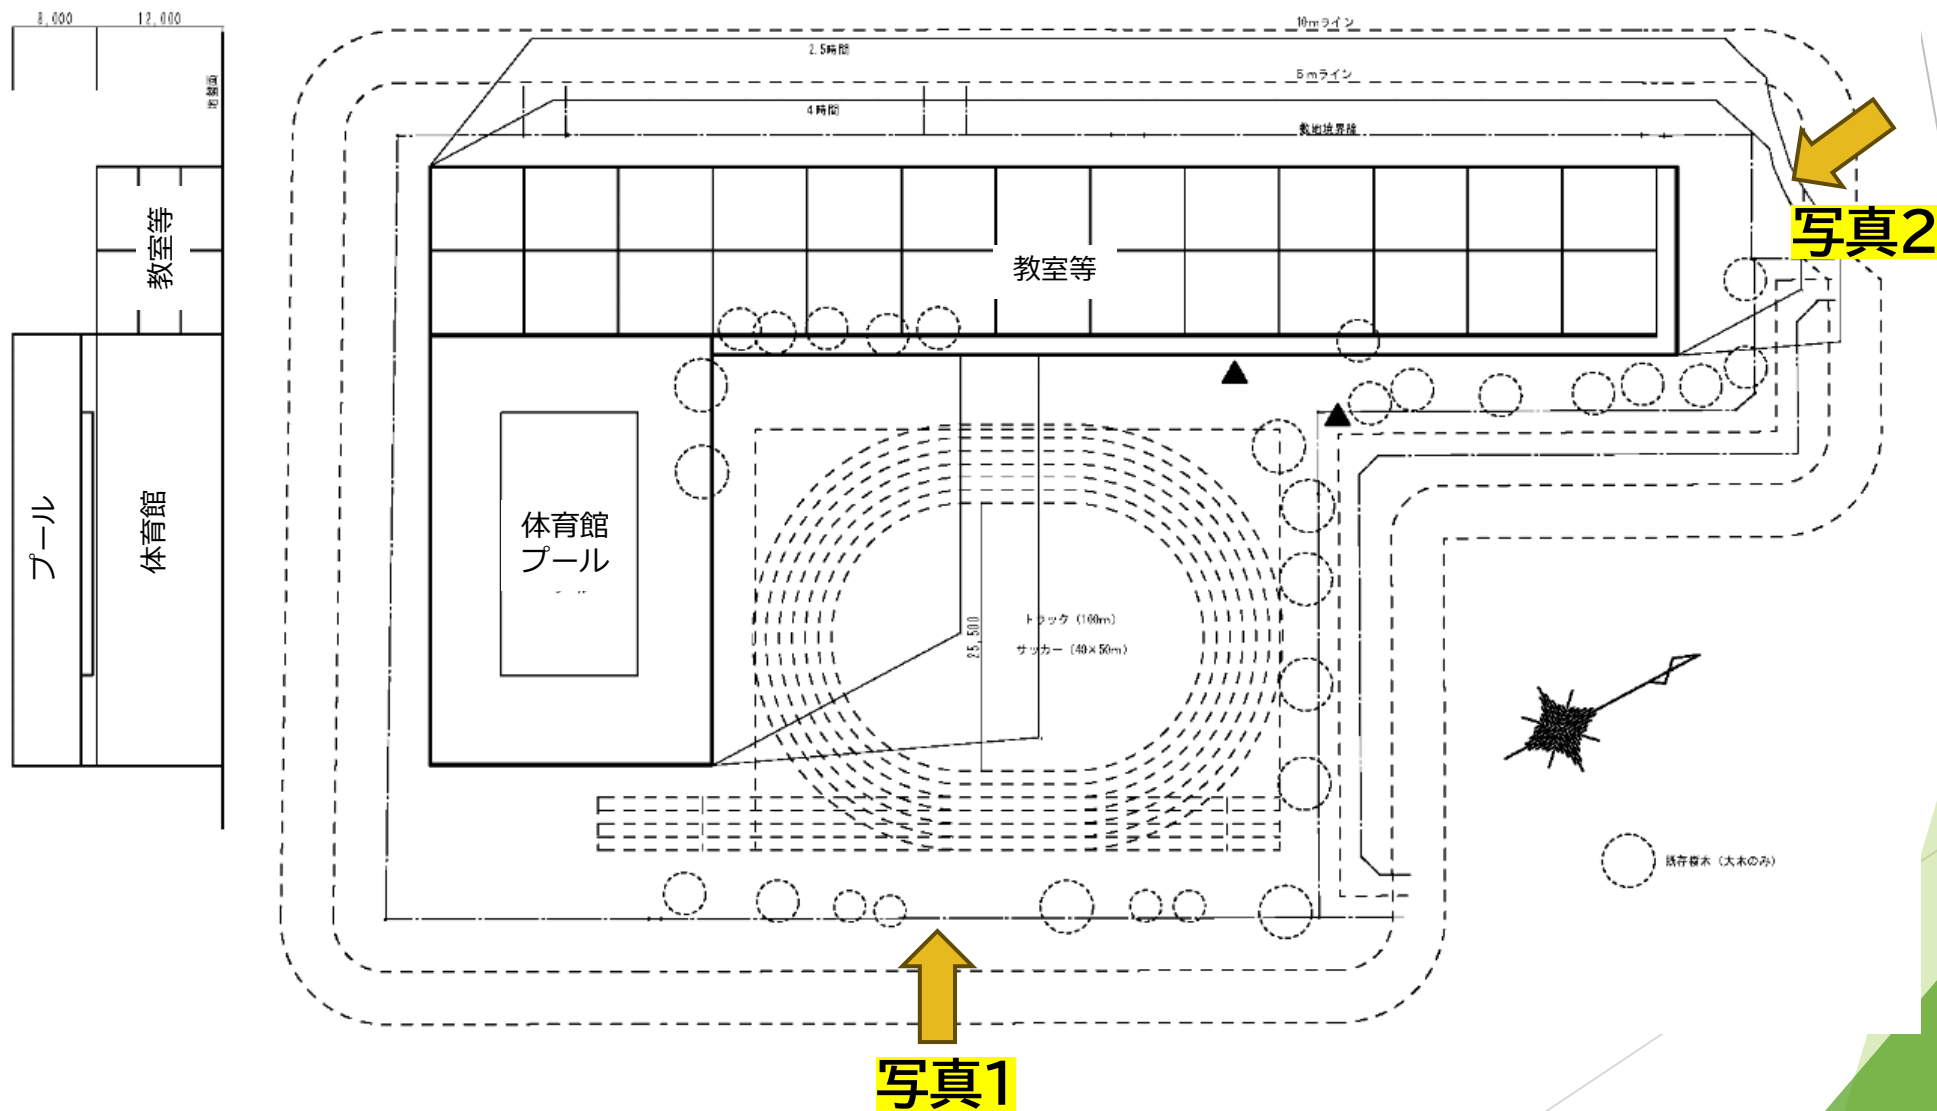 8,000
12,000
地盤面
教室等
プール
体育館
10mライン
2.5時間
5mライン
4時間
敷地境界線
教室等
体育館
プール
25,500
トラック（100m）
サッカー（40×50m）
既存樹木（大木のみ）
写真2
写真1